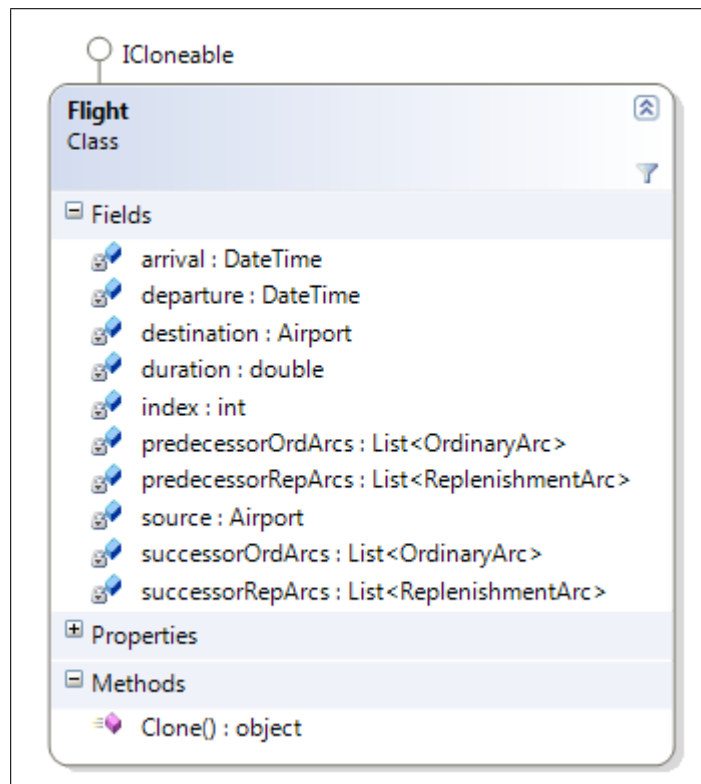 ICloneable
Flight
Class
Fields
arrival : DateTime
departure : DateTime
destination : Airport
duration : double
index : int
predecessorOrdArcs : List<OrdinaryArc>
predecessorRepArcs : List<ReplenishmentArc>
source : Airport
successorOrdArcs : List<OrdinaryArc>
successorRepArcs : List<ReplenishmentArc>
Properties
Methods
Clone() : object